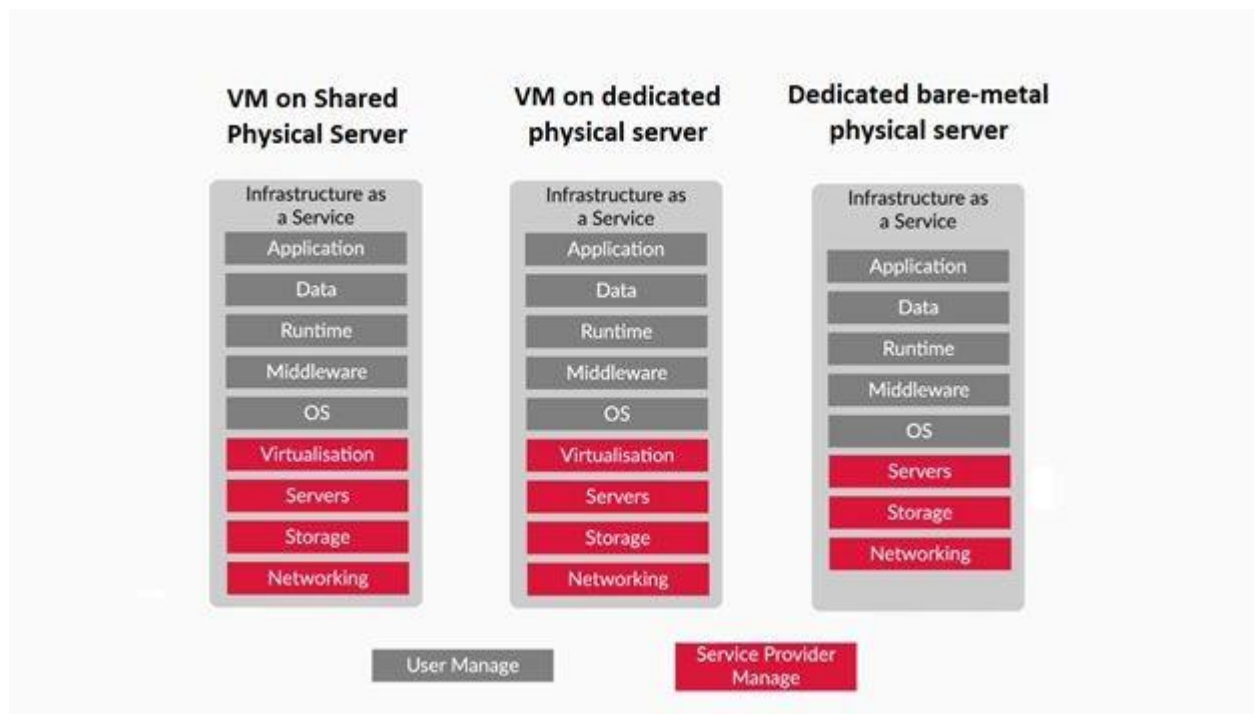 VM on Shared
Physical Server
VM on dedicated
physical server
Dedicated bare-metal
physical server
Infrastructure as
a Service
Application
Data
Runtime
Middleware
OS
Virtualisation
Servers
Storage
Networking
Infrastructure as
a Service
Application
Data
Runtime
Middleware
OS
Virtualisation
Servers
Storage
Networking
Infrastructure as
a Service
Application
Data
Runtime
Middleware
OS
Servers
Storage
Networking
User Manage
Service Provider
Manage